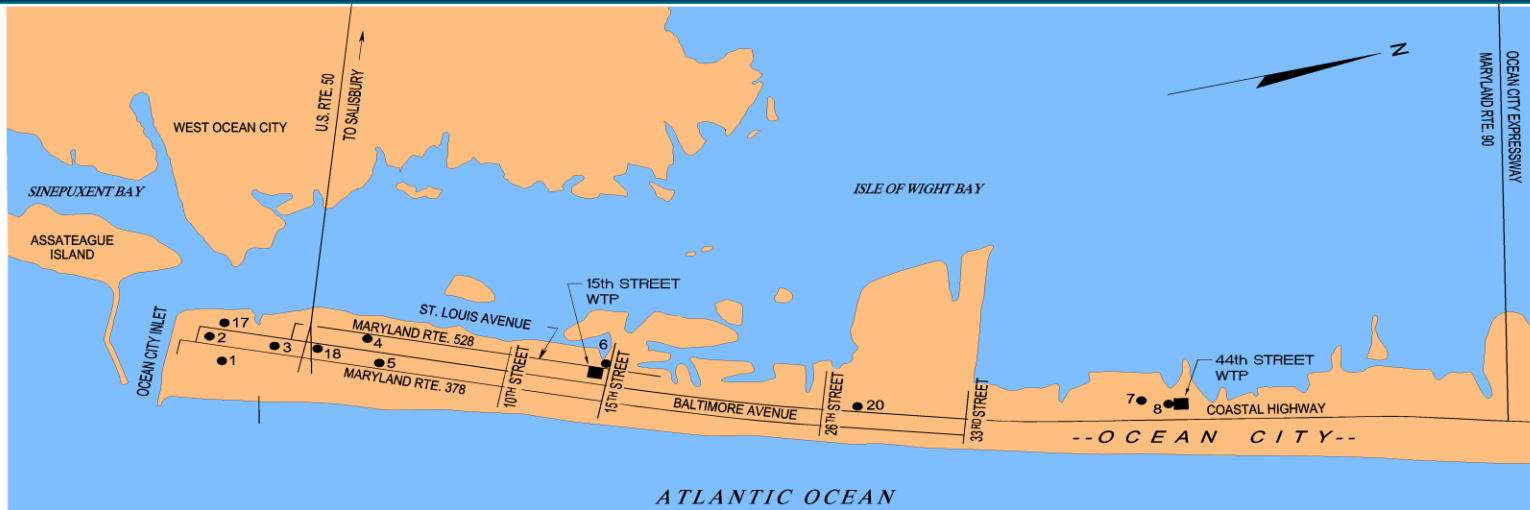 U.S. RTE. 50
TO SALISBURY
N
OCEAN CITY EXPRESSWAY
MARYLAND RTE. 90
WEST OCEAN CITY
SINEPUXENT BAY
ISLE OF WIGHT BAY
ASSATEAGUE
ISLAND
15th STREET
WTP
ST. LOUIS AVENUE
OCEAN CITY INLET
17
2
1
3
18
MARYLAND RTE. 528
4
5
MARYLAND RTE. 378
10TH STREET
6
15TH STREET
BALTIMORE AVENUE
26TH STREET
20
33RD STREET
44th STREET
WTP
7
8
COASTAL HIGHWAY
--OCEAN CITY--
ATLANTIC OCEAN